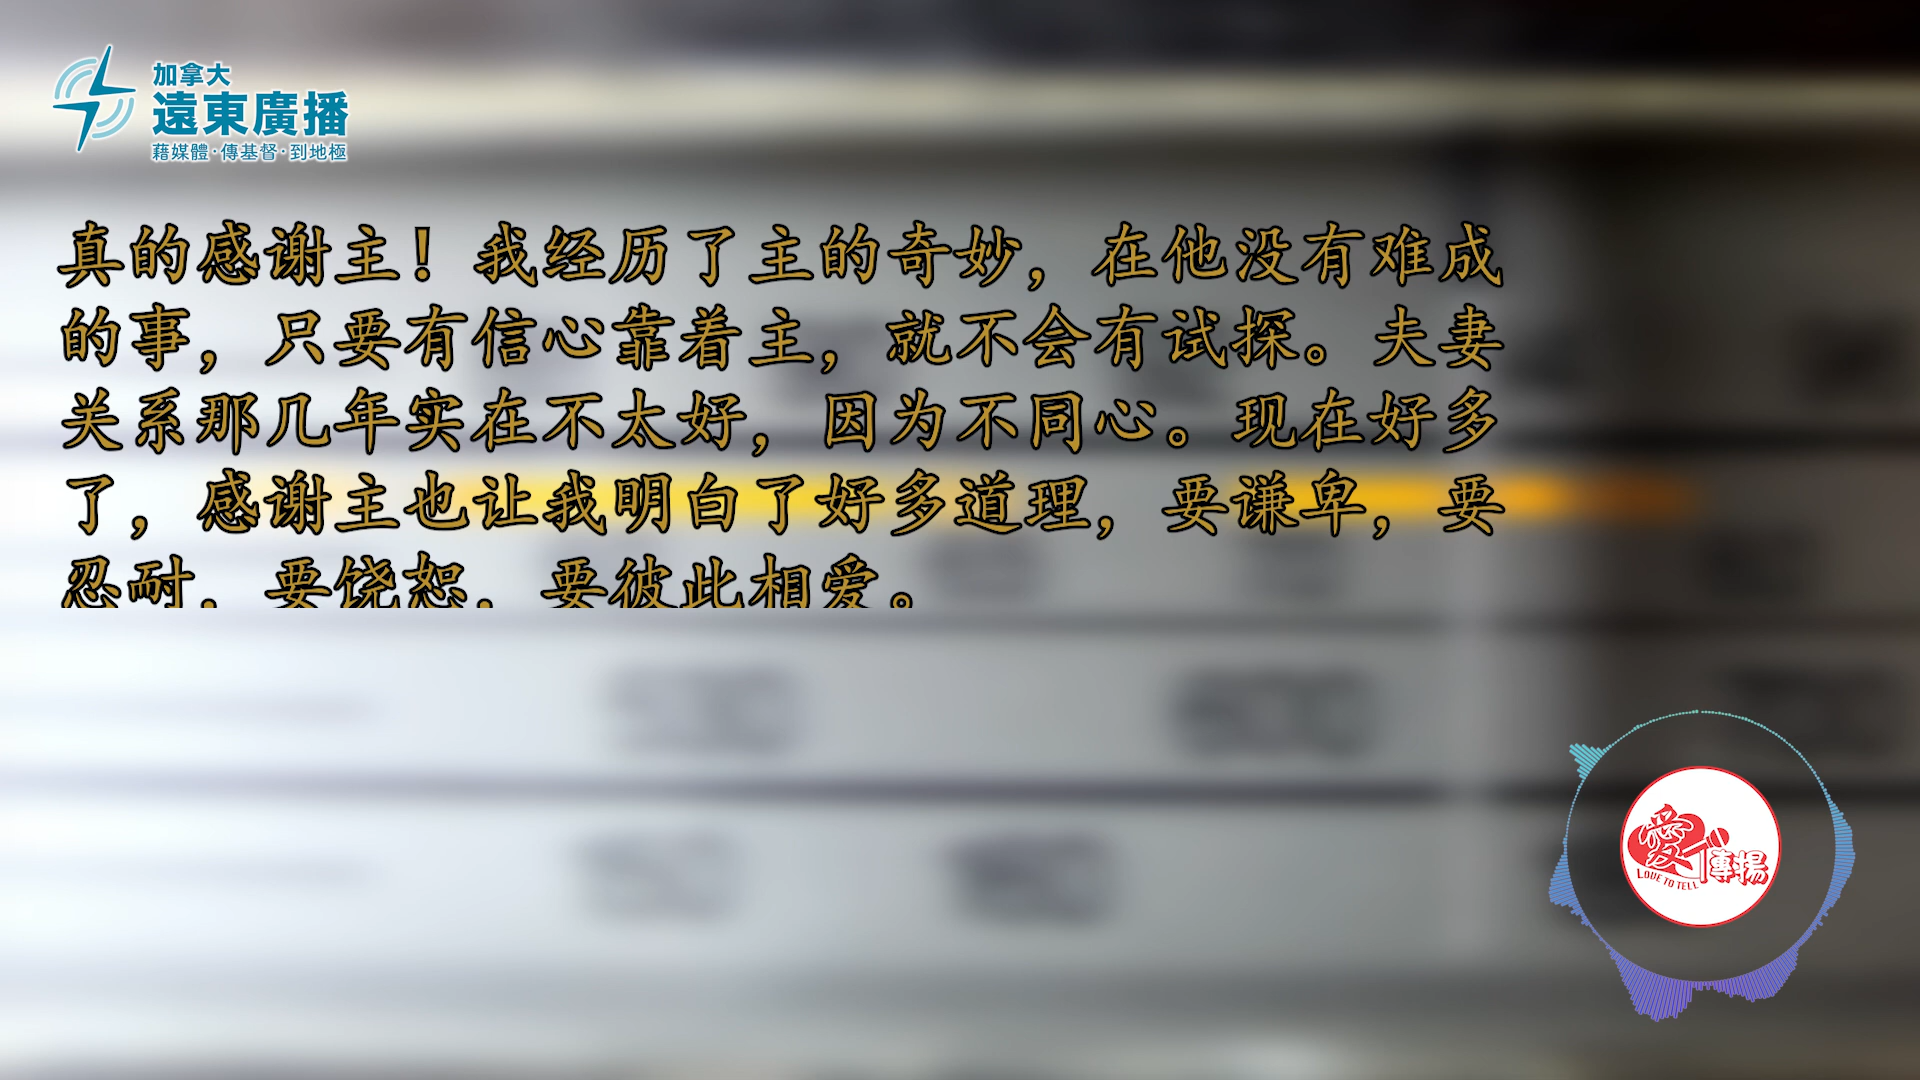 加拿大
遠東廣播
藉媒體·傳基督·到地極
真的感谢主！我经历了主的奇妙，在他没有难成
的事，只要有信心靠着主，就不会有试探。夫妻
关系那几年实在不太好，因为不同心。现在好多
了，感谢主也让我明白了好多道理，要谦卑，要
忍耐，要饶恕，要彼此相爱。
愛傳揚
LOVE TO TELL